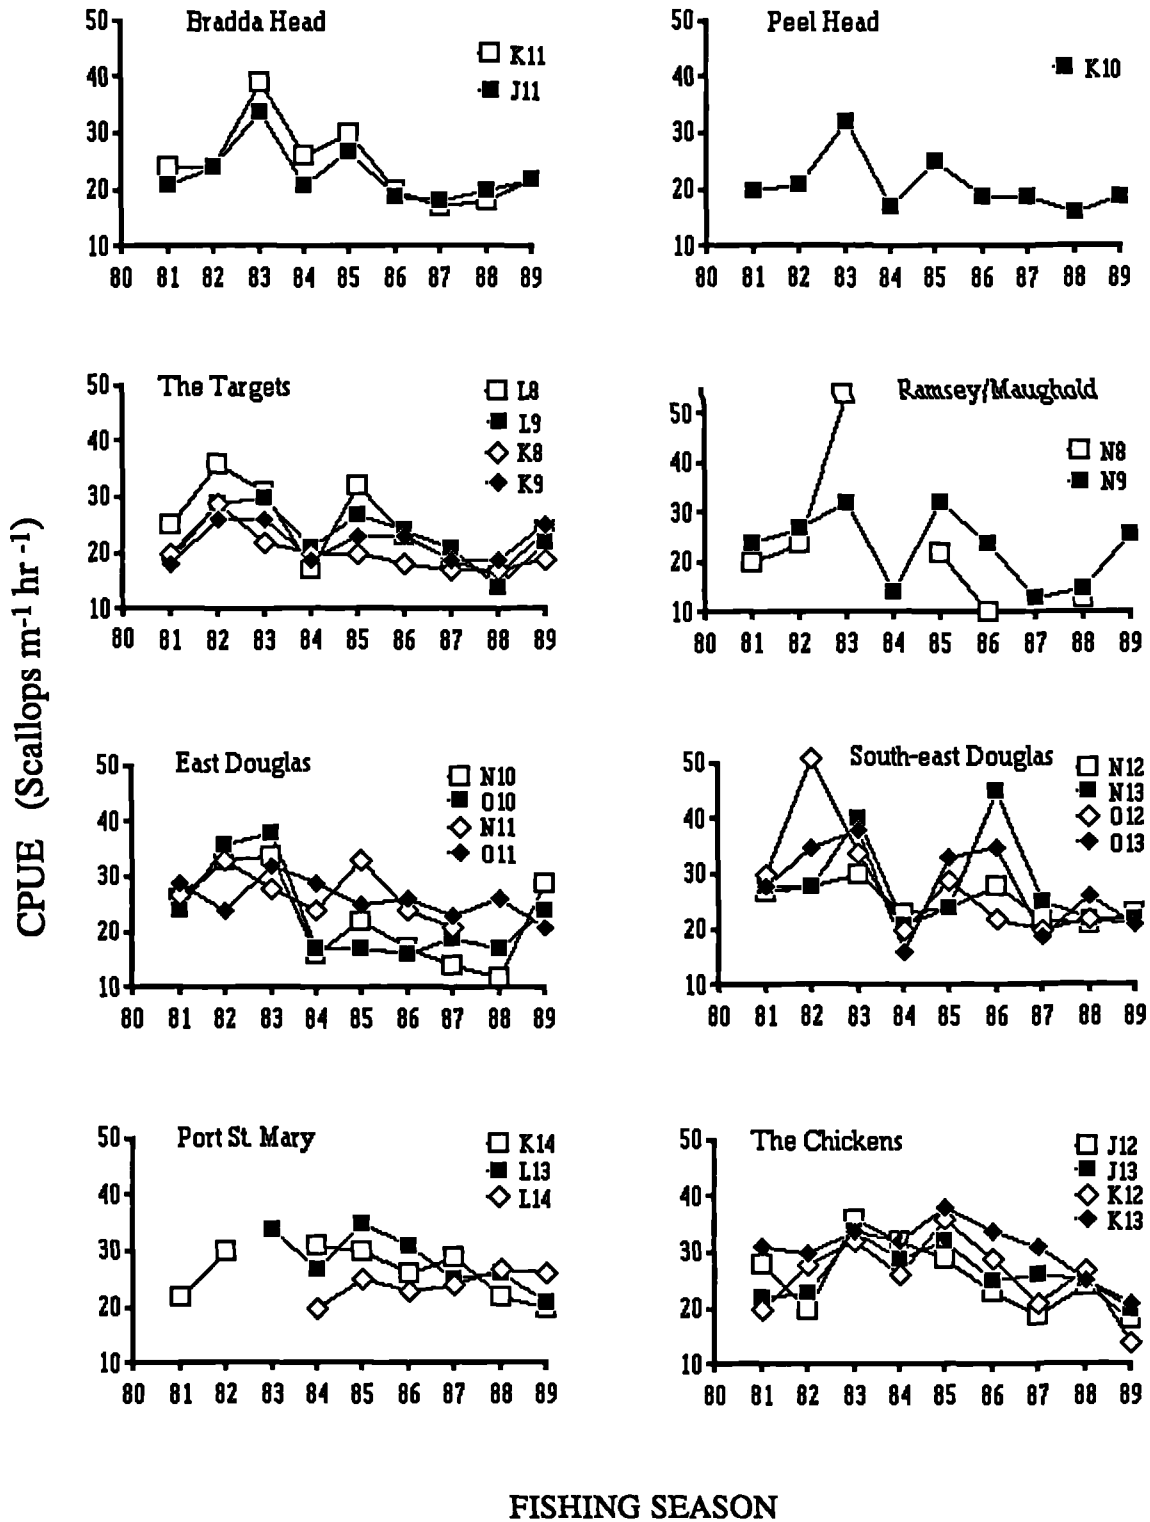 Bradda Head
50
40
30
20
10
K11
J11
80 81 82 83 84 85 86 87 88 89
Peel Head
50
40
30
20
10
K10
80 81 82 83 84 85 86 87 88 89
The Targets
50
40
30
20
10
L8
L9
K8
K9
80 81 82 83 84 85 86 87 88 89
Ramsey/Maughold
50
40
30
20
10
N8
N9
80 81 82 83 84 85 86 87 88 89
CPUE (Scallops m⁻¹ hr⁻¹)
East Douglas
50
40
30
20
10
N10
O10
N11
O11
80 81 82 83 84 85 86 87 88 89
South-east Douglas
50
40
30
20
10
N12
N13
O12
O13
80 81 82 83 84 85 86 87 88 89
Port St. Mary
50
40
30
20
10
K14
L13
L14
80 81 82 83 84 85 86 87 88 89
The Chickens
50
40
30
20
10
J12
J13
K12
K13
80 81 82 83 84 85 86 87 88 89
FISHING SEASON